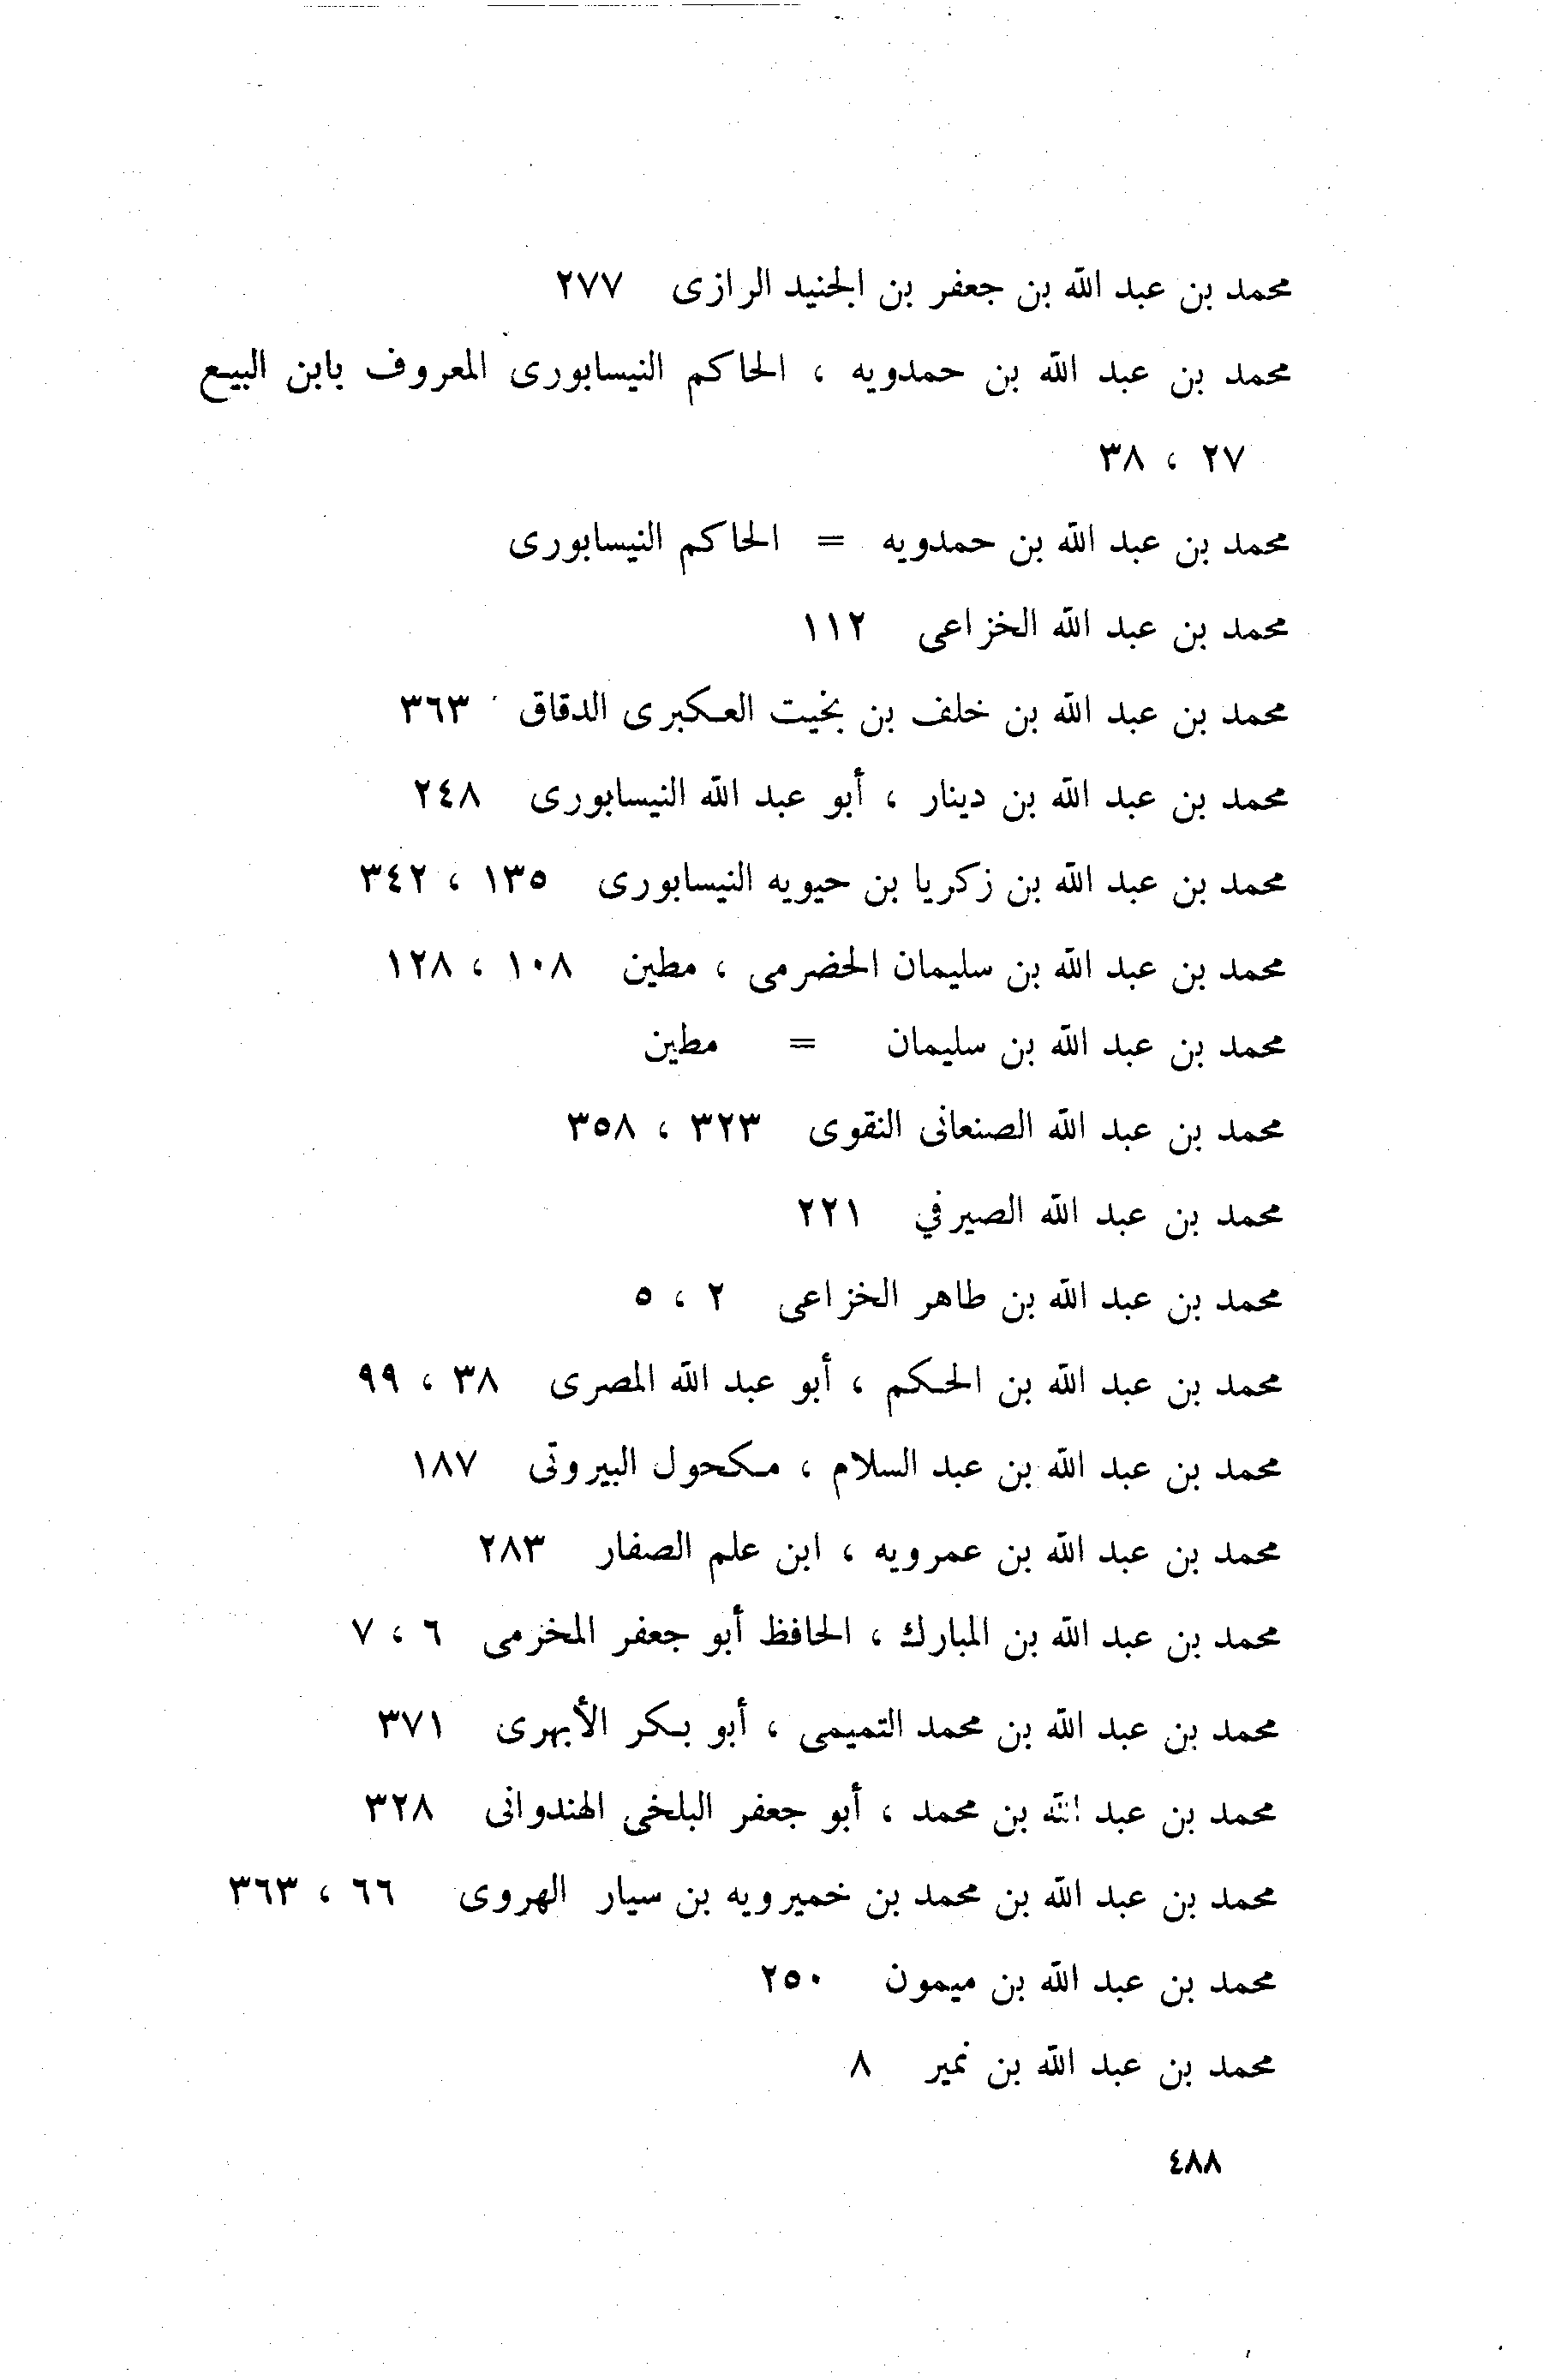 محمد بن عبد الله بن جعفر بن الجنيد الرازى ٢٧٧
محمد بن عبد الله بن حمدويه ، الحاكم النيسابورى المعروف بابن البيع
٢٧ ، ٣٨
محمد بن عبد الله بن حمدويه = الحاكم النيسابورى
محمد بن عبد الله الخزاعى ١١٢
محمد بن عبد الله بن خلف بن بخيت العكبرى الدقاق ٣٦٣
محمد بن عبد الله بن دينار ، أبو عبد الله النيسابورى ٢٤٨
محمد بن عبد الله بن زكريا بن حيويه النيسابورى ١٣٥ ، ٣٤٢
محمد بن عبد الله بن سليمان الحضرمى ، مطين ١٠٨ ، ١٢٨
محمد بن عبد الله بن سليمان = مطين
محمد بن عبد الله الصنعانى النقوى ٣٢٣ ، ٣٥٨
محمد بن عبد الله الصيرفي ٢٢١
محمد بن عبد الله بن طاهر الخزاعى ٢ ، ٥
محمد بن عبد الله بن الحكم ، أبو عبد الله المصرى ٣٨ ، ٩٩
محمد بن عبد الله بن عبد السلام ، مكحول البيروتى ١٨٧
محمد بن عبد الله بن عمرويه ، ابن علم الصفار ٢٨٣
محمد بن عبد الله بن المبارك ، الحافظ أبو جعفر المخرمى ٦ ، ٧
محمد بن عبد الله بن محمد التميمى ، أبو بكر الأبهرى ٣٧١
محمد بن عبد الله بن محمد ، أبو جعفر البلخى الهندوانى ٣٢٨
محمد بن عبد الله بن محمد بن خميرويه بن سيار الهروى ٦٦ ، ٣٦٣
محمد بن عبد الله بن ميمون ٢٥٠
محمد بن عبد الله بن نمير ٨
٤٨٨